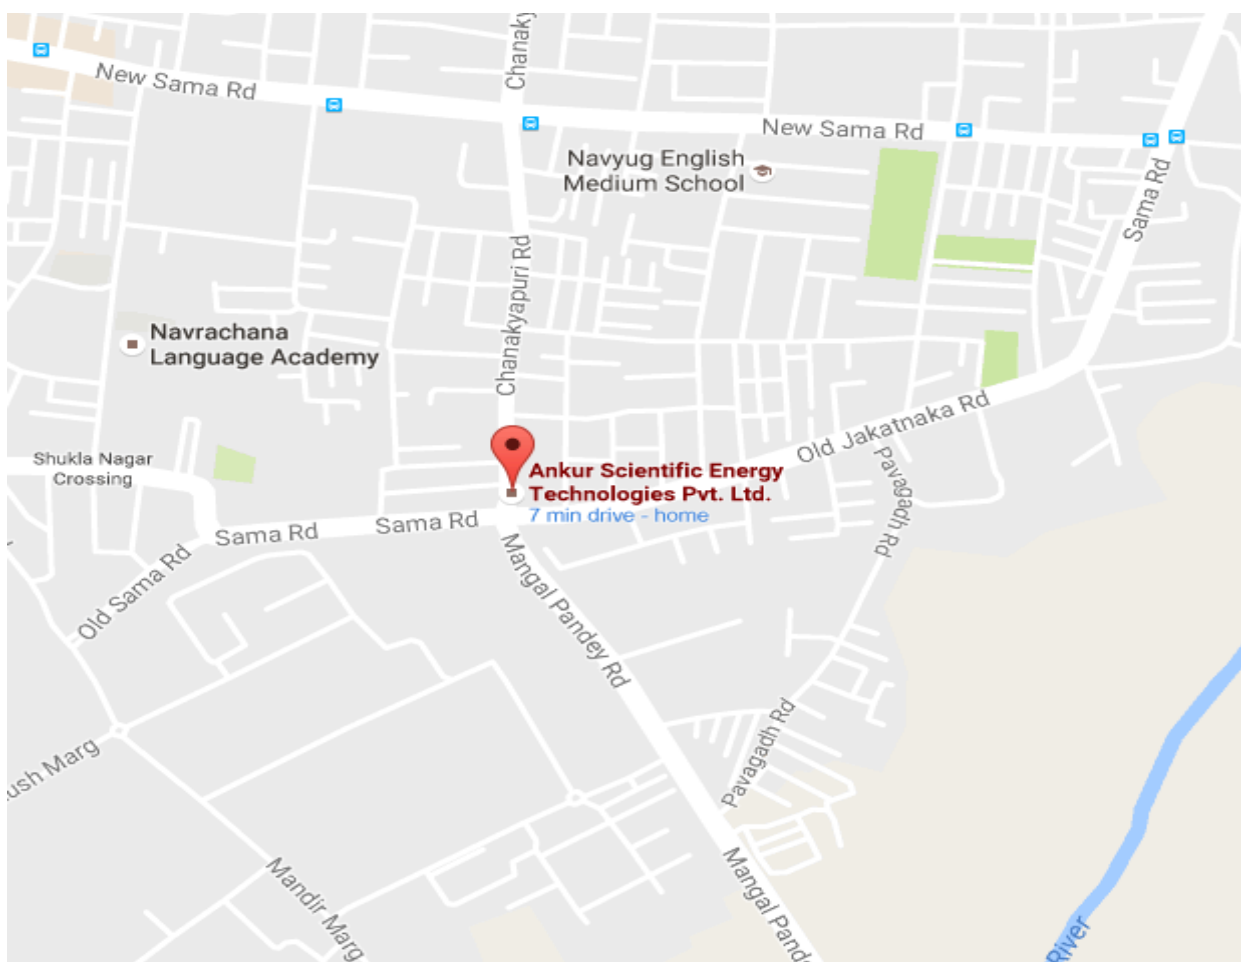 Chanaky
New Sama Rd
New Sama Rd
Navyug English
Medium School
Sama Rd
Chanakyapuri Rd
Navrachana
Language Academy
Old Jakatnaka Rd
Shukla Nagar
Crossing
Ankur Scientific Energy
Technologies Pvt. Ltd.
7 min drive - home
Pavagadh Rd
Sama Rd
Sama Rd
Old Sama Rd
Mangal Pandey Rd
Pavagadh Rd
ush Marg
Mandir Marg
Mangal Pande
River